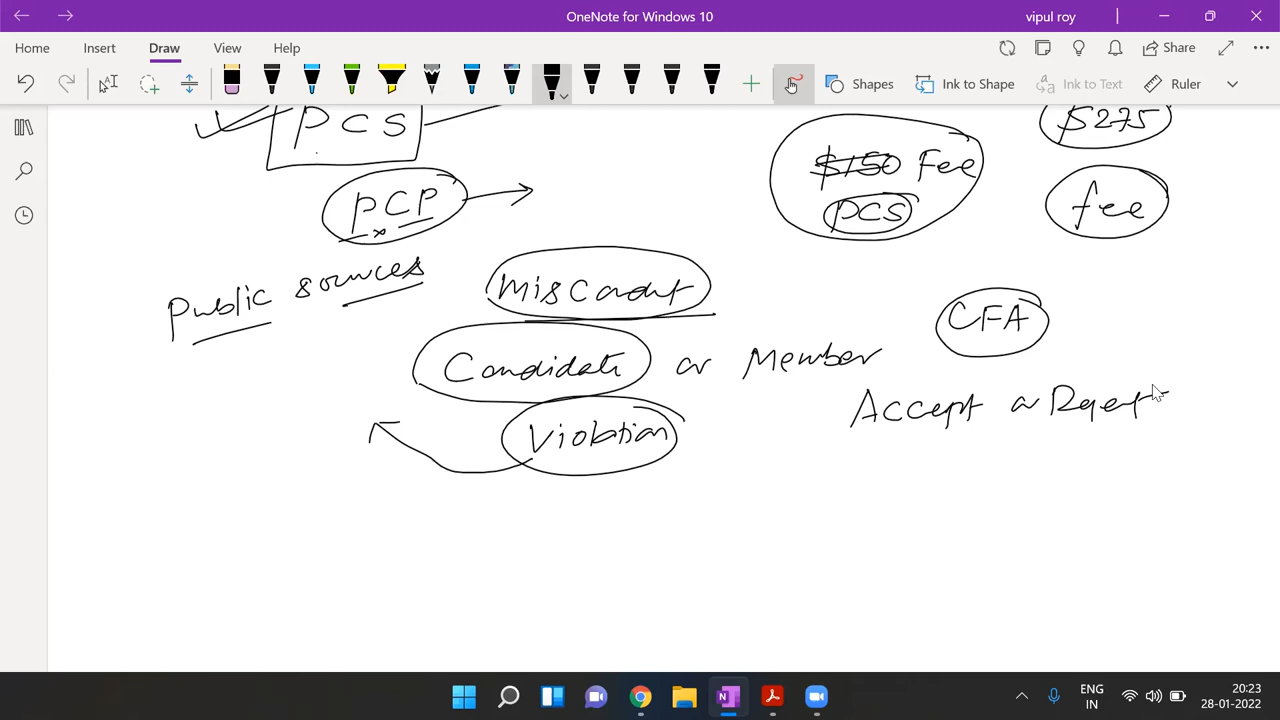 OneNote for Windows 10
vipul roy
Home Insert Draw View Help
Share
Shapes
Ink to Shape
Ink to Text
Ruler
PCS
$275
$150 Fee
PCS
PCP
fee
Public sources
Misconduct
CFA
Candidate or Member
Accept or Reject
Violation
ENG
IN
20:23
28-01-2022